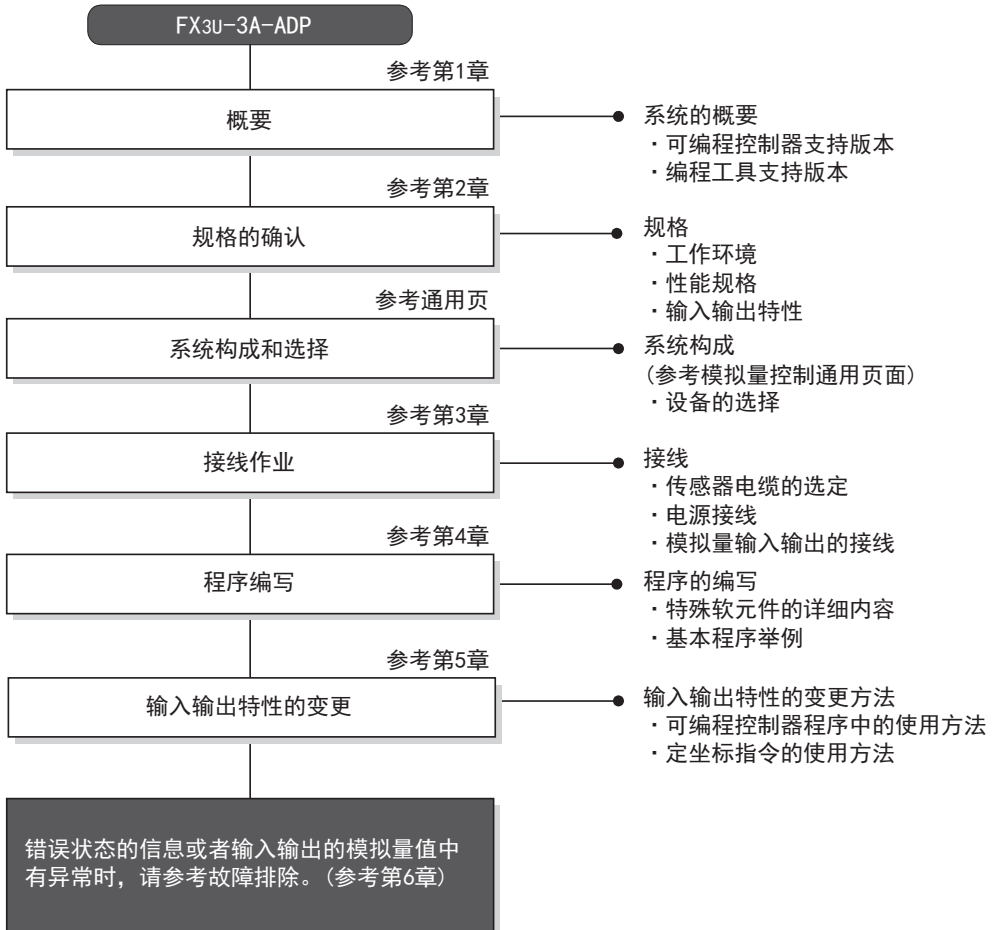 FX3U-3A-ADP
参考第1章
概要
系统的概要
・可编程控制器支持版本
・编程工具支持版本
参考第2章
规格的确认
规格
・工作环境
・性能规格
・输入输出特性
参考通用页
系统构成和选择
系统构成
(参考模拟量控制通用页面)
・设备的选择
参考第3章
接线作业
接线
・传感器电缆的选定
・电源接线
・模拟量输入输出的接线
参考第4章
程序编写
程序的编写
・特殊软元件的详细内容
・基本程序举例
参考第5章
输入输出特性的变更
输入输出特性的变更方法
・可编程控制器程序中的使用方法
・定坐标指令的使用方法
错误状态的信息或者输入输出的模拟量值中
有异常时，请参考故障排除。(参考第6章)